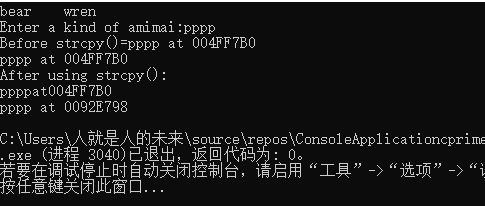 bear    wren
Enter a kind of amimai:pppp
Before strcpy()=pppp at 004FF7B0
pppp at 004FF7B0
After using strcpy():
ppppat004FF7B0
pppp at 0092E798
C:\Users\人就是人的未来\source\repos\ConsoleApplicationcprime
.exe (进程 3040)已退出，返回代码为: 0。
若要在调试停止时自动关闭控制台，请启用“工具”->“选项”->“
按任意键关闭此窗口...